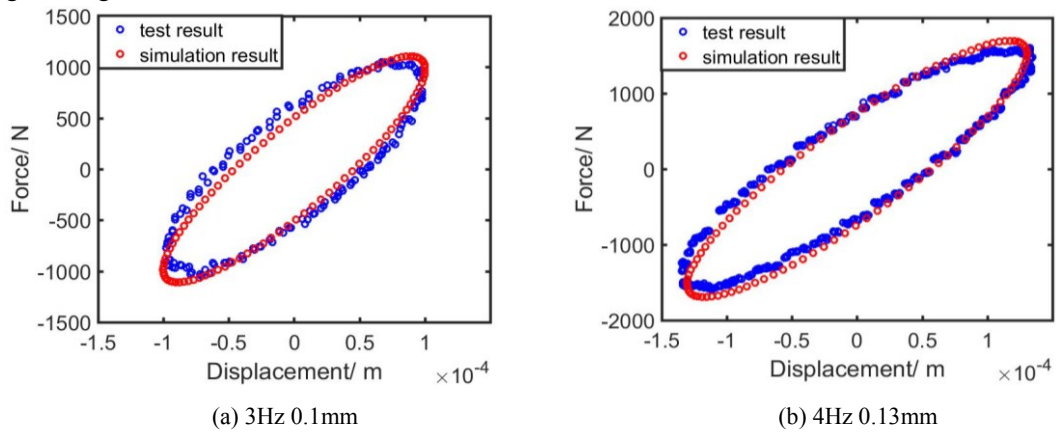 1500
test result
simulation result
1000
500
0
-500
-1000
-1500
Force/ N
-1.5 -1 -0.5 0 0.5 1
Displacement/ m ×10⁻⁴
(a) 3Hz 0.1mm
2000
test result
simulation result
1000
0
-1000
-2000
Force/ N
-1.5 -1 -0.5 0 0.5 1
Displacement/ m ×10⁻⁴
(b) 4Hz 0.13mm